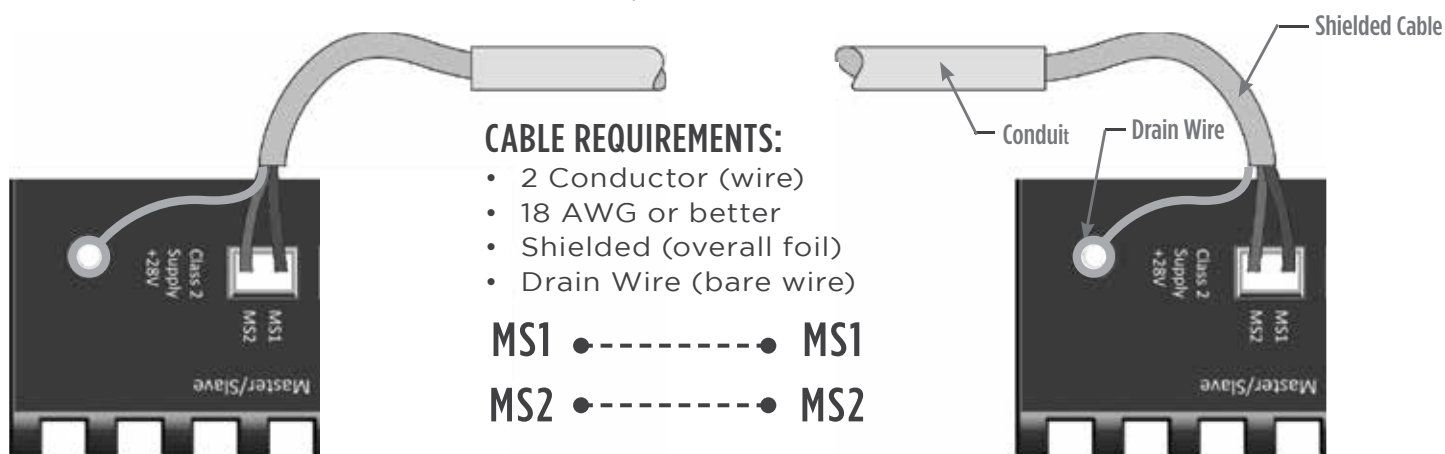 Shielded Cable
Conduit
Drain Wire
CABLE REQUIREMENTS:
• 2 Conductor (wire)
• 18 AWG or better
• Shielded (overall foil)
• Drain Wire (bare wire)
MS1 MS1
MS2 MS2
Class 2
Supply
+28V
MS2
MS1
Master/Slave
Class 2
Supply
+28V
MS2
MS1
Master/Slave